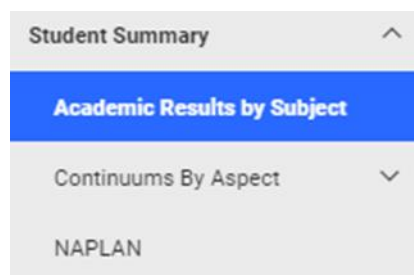 Student Summary
Academic Results by Subject
Continuums By Aspect
NAPLAN